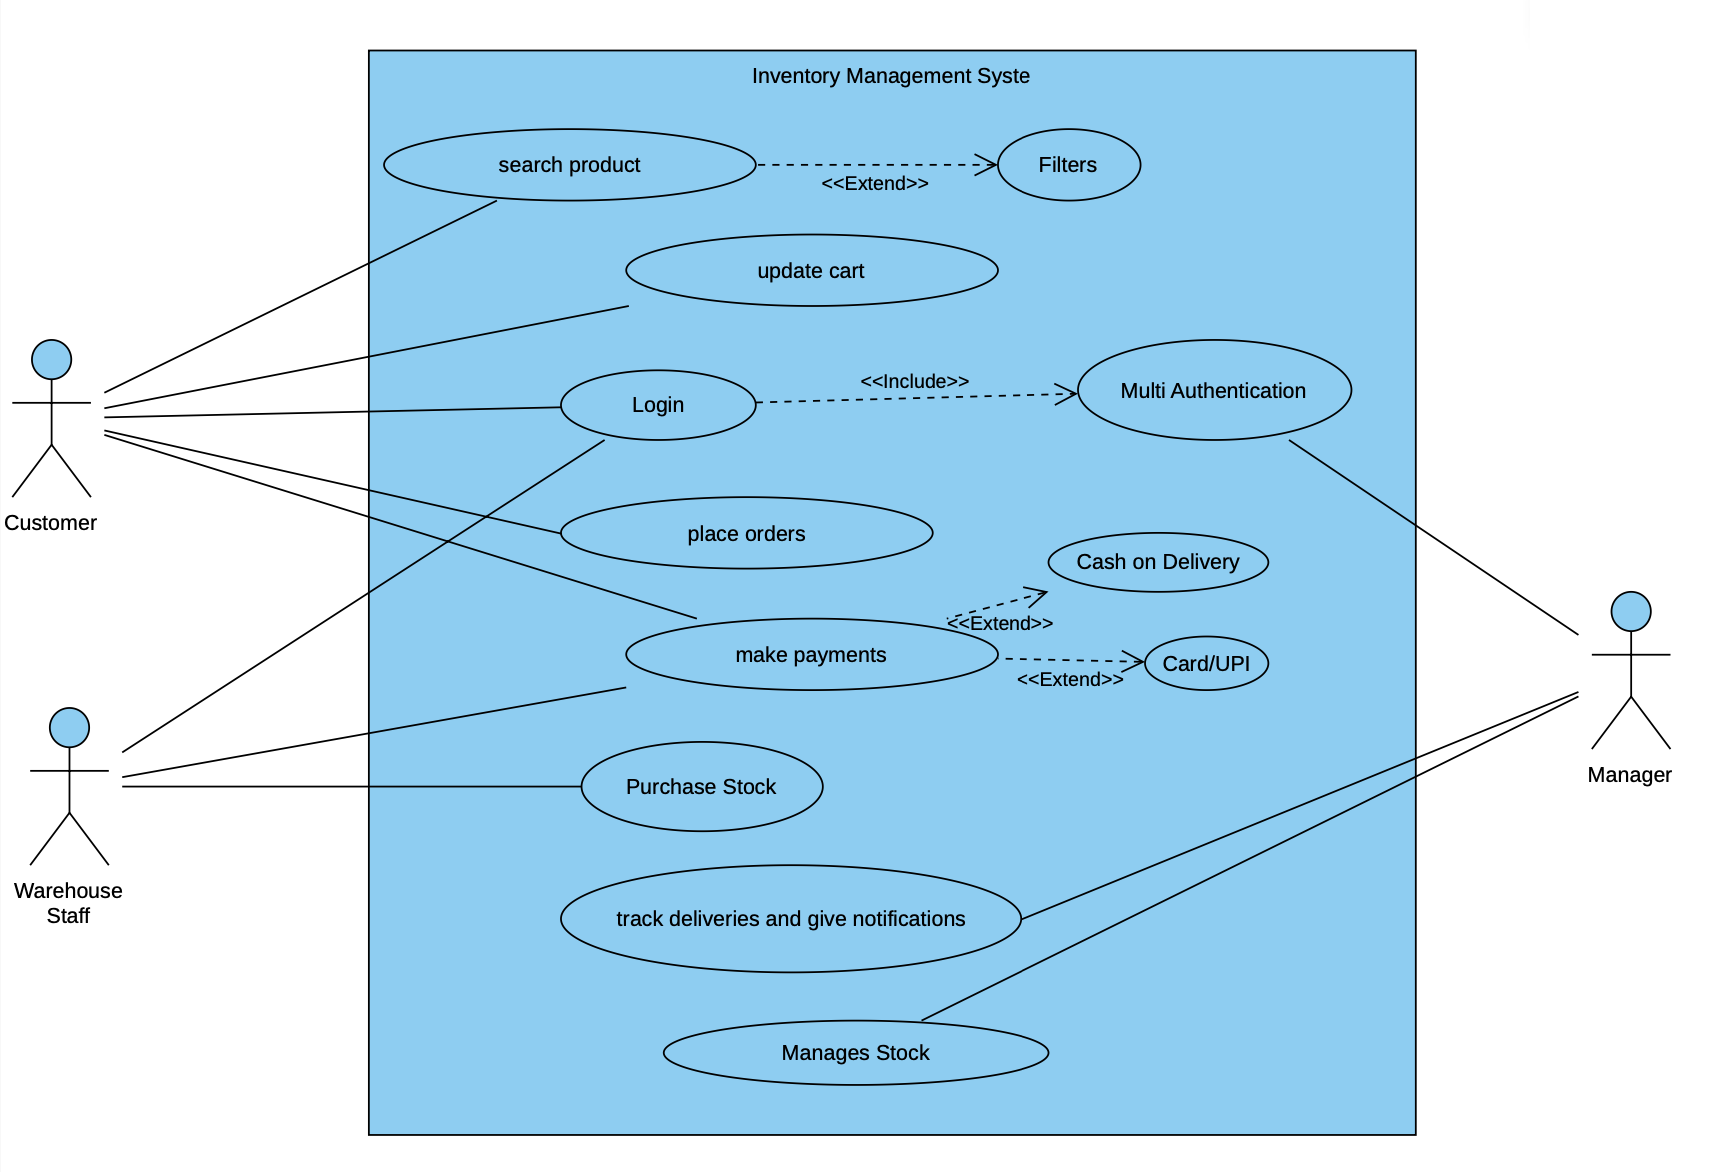 Inventory Management Syste
search product
<<Extend>>
Filters
update cart
Login
<<Include>>
Multi Authentication
Customer
place orders
Cash on Delivery
<<Extend>>
make payments
<<Extend>>
Card/UPI
Manager
Purchase Stock
Warehouse
Staff
track deliveries and give notifications
Manages Stock